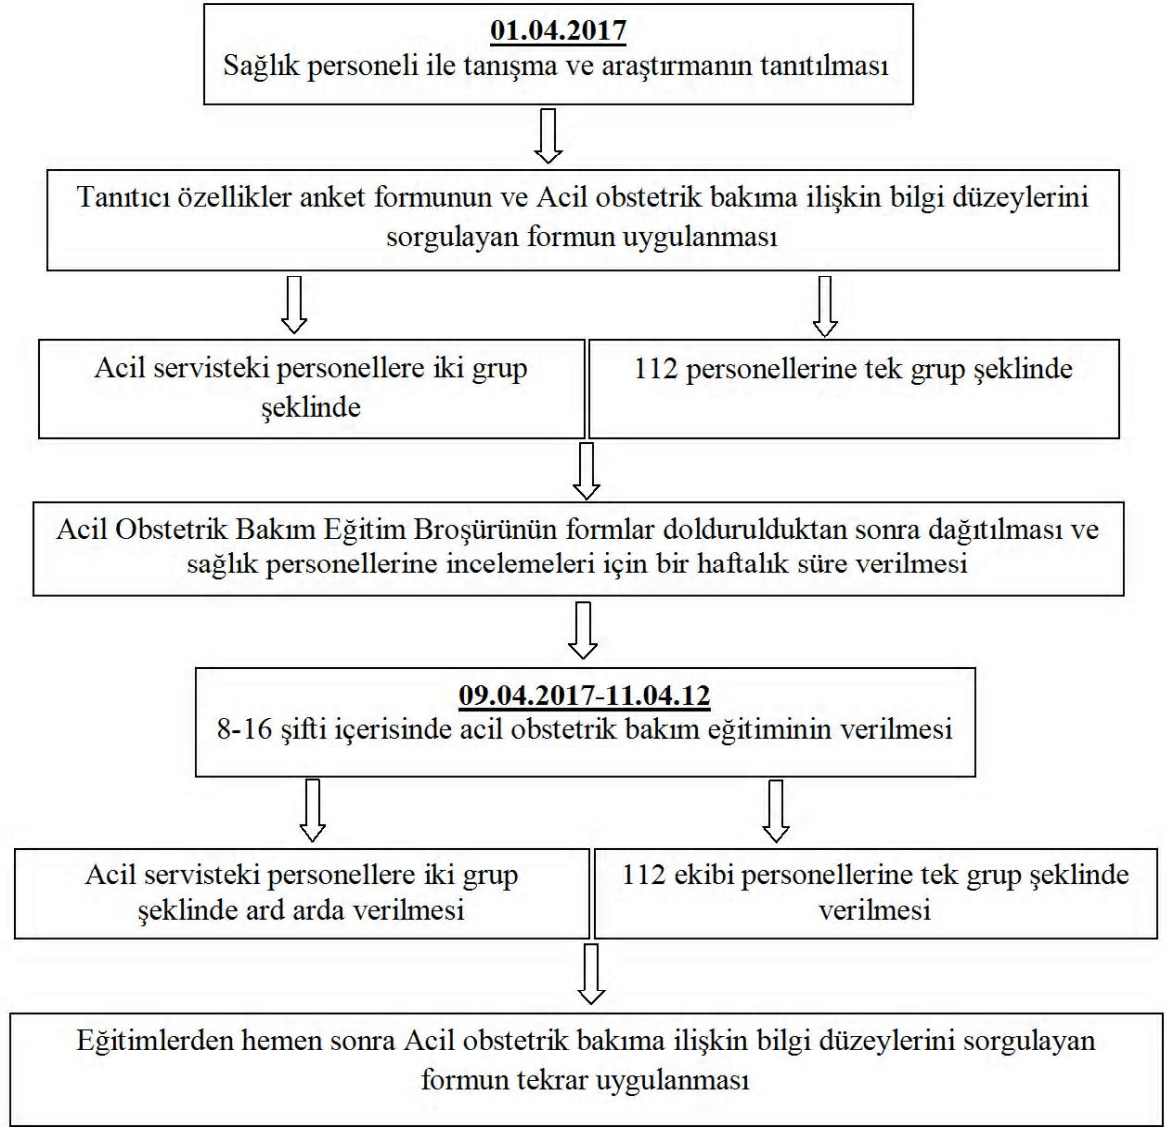 01.04.2017
Sağlık personeli ile tanışma ve araştırmanın tanıtılması
Tanıtıcı özellikler anket formunun ve Acil obstetrik bakıma ilişkin bilgi düzeylerini
sorgulayan formun uygulanması
Acil servisteki personellere iki grup
şeklinde
112 personellerine tek grup şeklinde
Acil Obstetrik Bakım Eğitim Broşürünün formlar doldurulduktan sonra dağıtılması ve
sağlık personellerine incelemeleri için bir haftalık süre verilmesi
09.04.2017-11.04.12
8-16 şifti içerisinde acil obstetrik bakım eğitiminin verilmesi
Acil servisteki personellere iki grup
şeklinde ard arda verilmesi
112 ekibi personellerine tek grup şeklinde
verilmesi
Eğitimlerden hemen sonra Acil obstetrik bakıma ilişkin bilgi düzeylerini sorgulayan
formun tekrar uygulanması